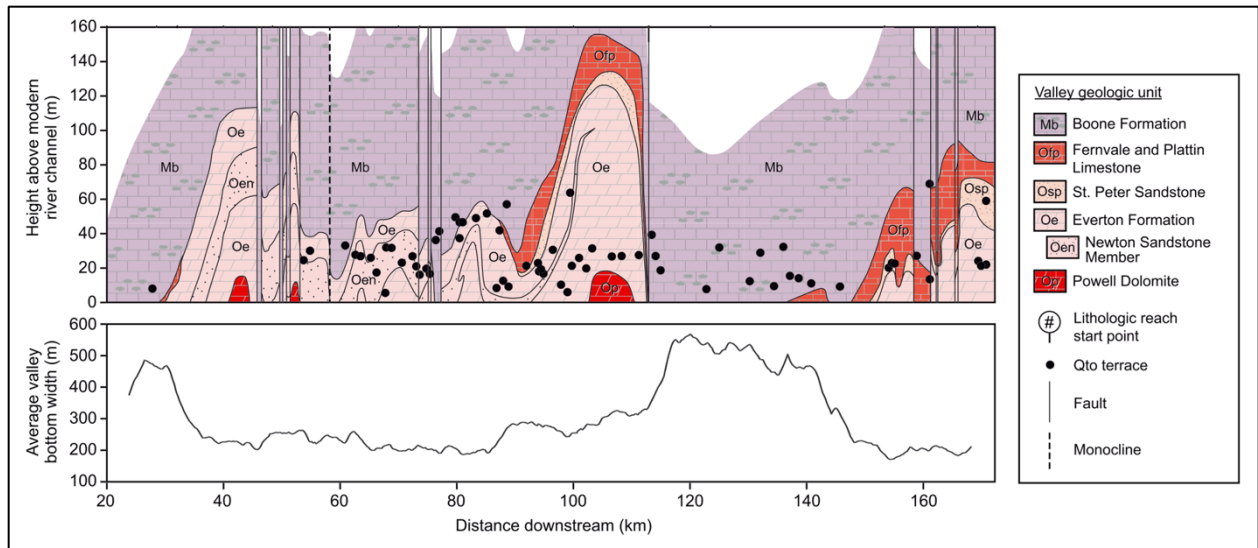 Height above modern
river channel (m)
160
140
120
100
80
60
40
20
0
Mb
Oe
Oen
Oe
Mb
Oe
Oen
Oe
Ofp
Oe
Op
Mb
Ofp
Mb
Osp
Oe
Average valley
bottom width (m)
600
500
400
300
200
100
20
40
60
80
100
120
140
160
Distance downstream (km)
Valley geologic unit
Mb Boone Formation
Ofp Fernvale and Plattin
Limestone
Osp St. Peter Sandstone
Oe Everton Formation
Oen Newton Sandstone
Member
Op Powell Dolomite
# Lithologic reach
start point
Qto terrace
Fault
Monocline